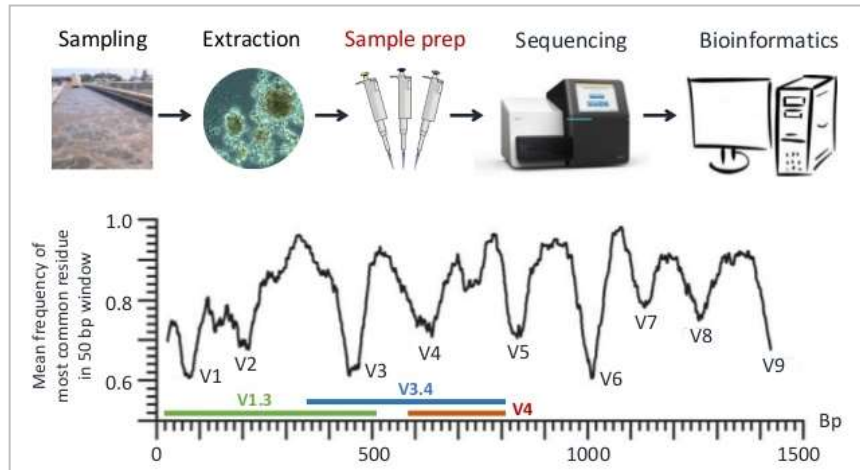 Sampling
Extraction
Sample prep
Sequencing
Bioinformatics
Mean frequency of
most common residue
in 50 bp window
1.0
0.8
0.6
V1
V2
V3
V4
V5
V6
V7
V8
V9
V1.3
V3.4
V4
Bp
0
500
1000
1500